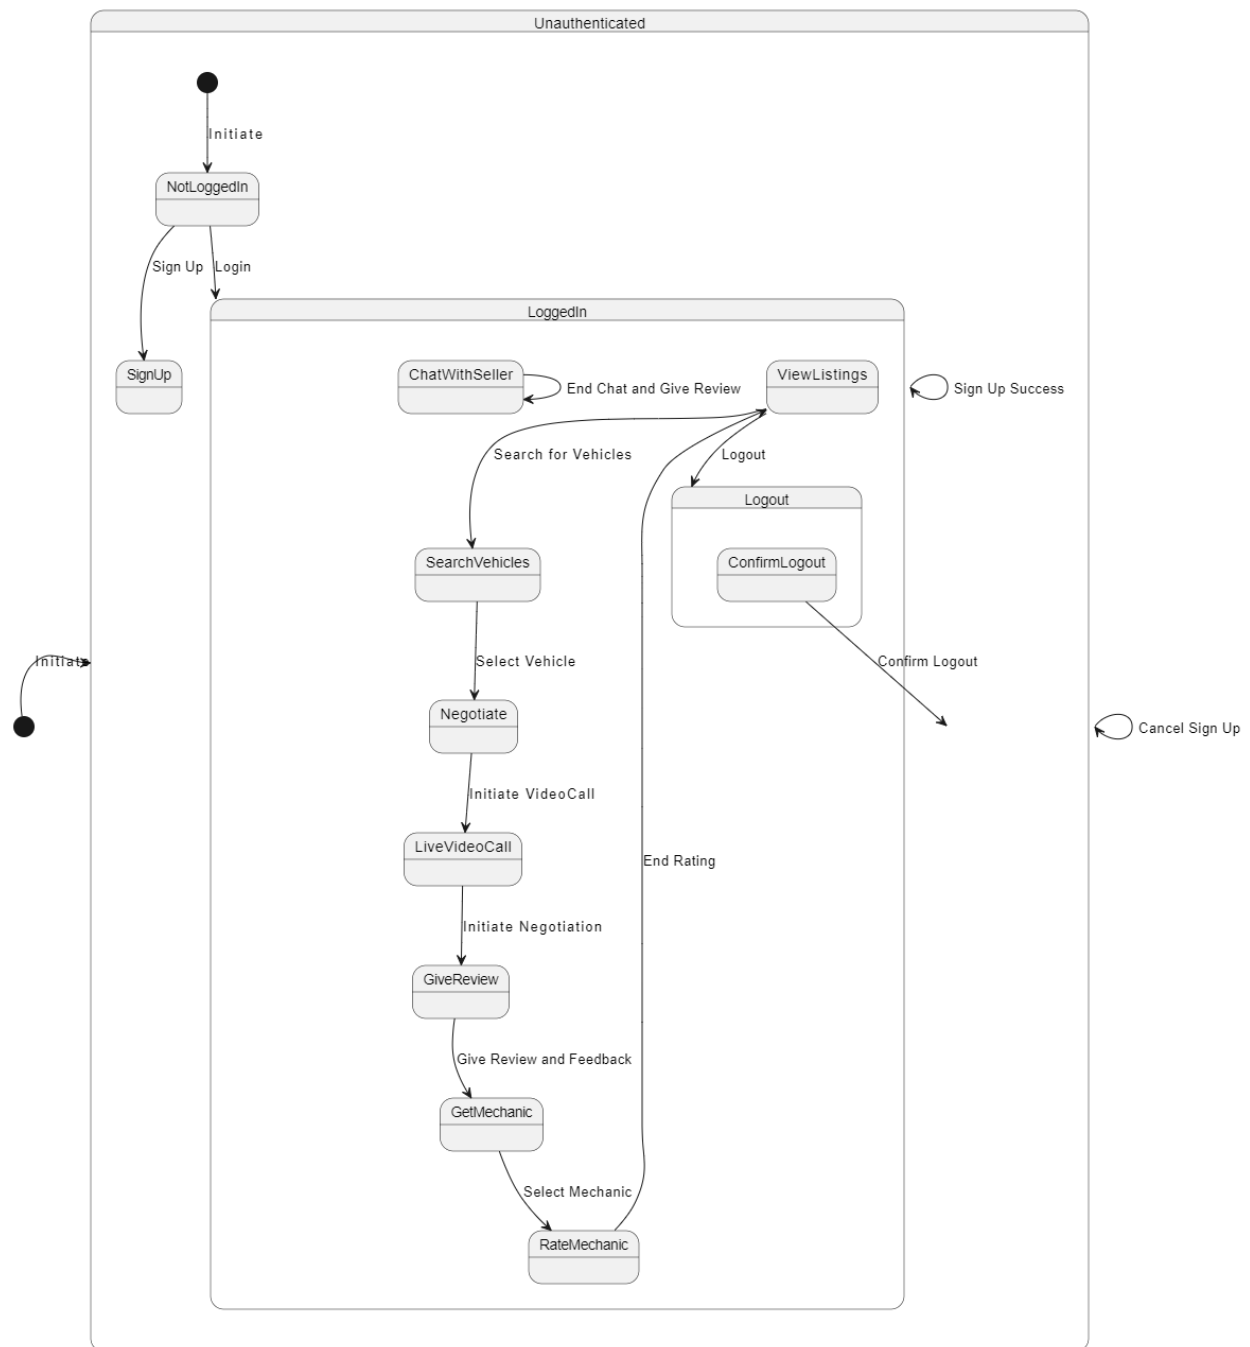 Unauthenticated
Initiate
NotLoggedIn
Sign Up
Login
LoggedIn
SignUp
ChatWithSeller
End Chat and Give Review
ViewListings
Sign Up Success
Search for Vehicles
Logout
Logout
SearchVehicles
ConfirmLogout
Initiate
Select Vehicle
Confirm Logout
Negotiate
Cancel Sign Up
Initiate VideoCall
LiveVideoCall
End Rating
Initiate Negotiation
GiveReview
Give Review and Feedback
GetMechanic
Select Mechanic
RateMechanic